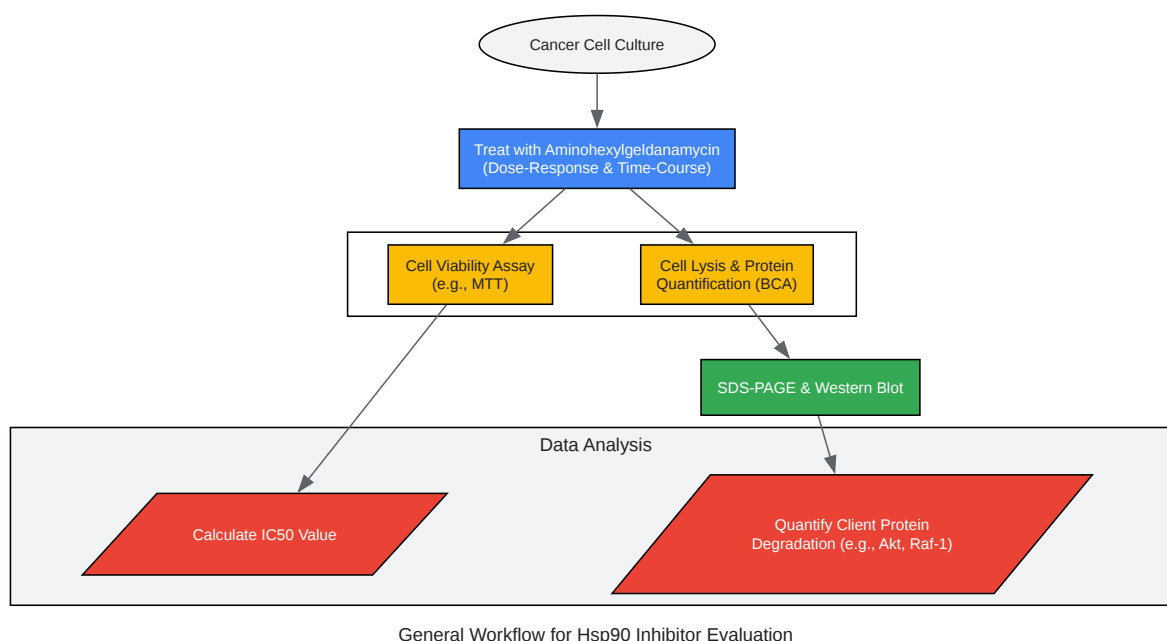 Cancer Cell Culture
Treat with Aminohexylgeldanamycin
(Dose-Response & Time-Course)
Cell Viability Assay
(e.g., MTT)
Cell Lysis & Protein
Quantification (BCA)
SDS-PAGE & Western Blot
Data Analysis
Calculate IC50 Value
Quantify Client Protein
Degradation (e.g., Akt, Raf-1)
General Workflow for Hsp90 Inhibitor Evaluation